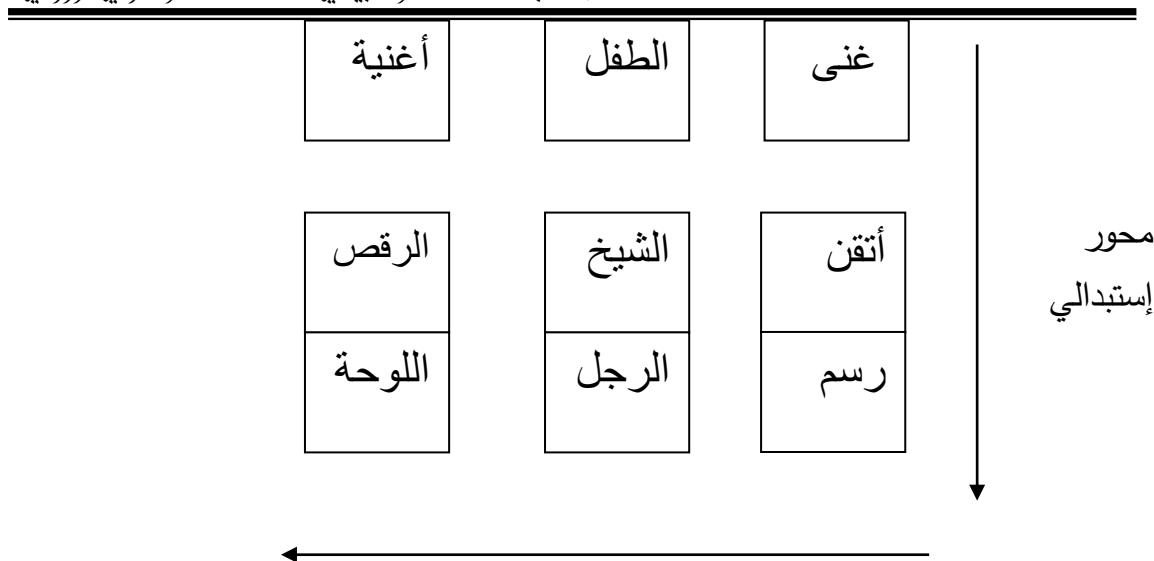 غنى الطفل أغنية
أتقن الشيخ الرقص
محور
إستبدالي
رسم الرجل اللوحة